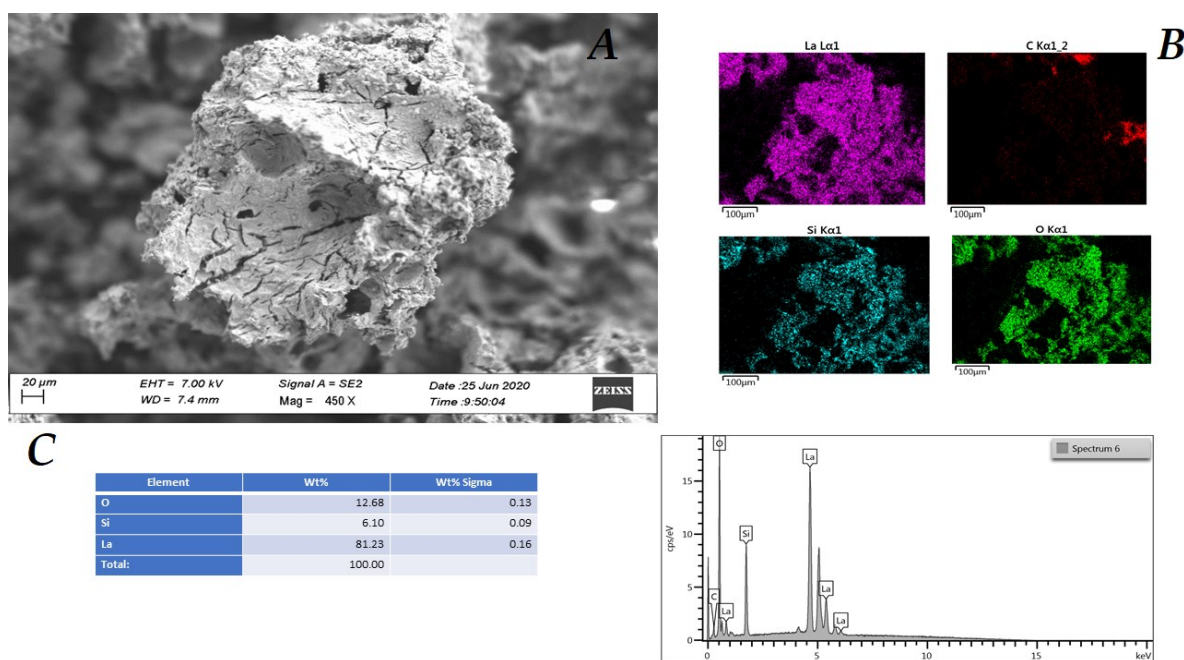 A
20 µm
EHT = 7.00 kV
WD = 7.4 mm
Signal A = SE2
Mag = 450 X
Date :25 Jun 2020
Time :9:50:04
ZEISS
B
La Lα1
100µm
C Kα1_2
100µm
Si Kα1
100µm
O Kα1
100µm
C
Element Wt% Wt% Sigma
O 12.68 0.13
Si 6.10 0.09
La 81.23 0.16
Total: 100.00
Spectrum 6
cps/eV
15
10
5
0
O
Si
C
La
La
La
La
0 5 10 15 keV